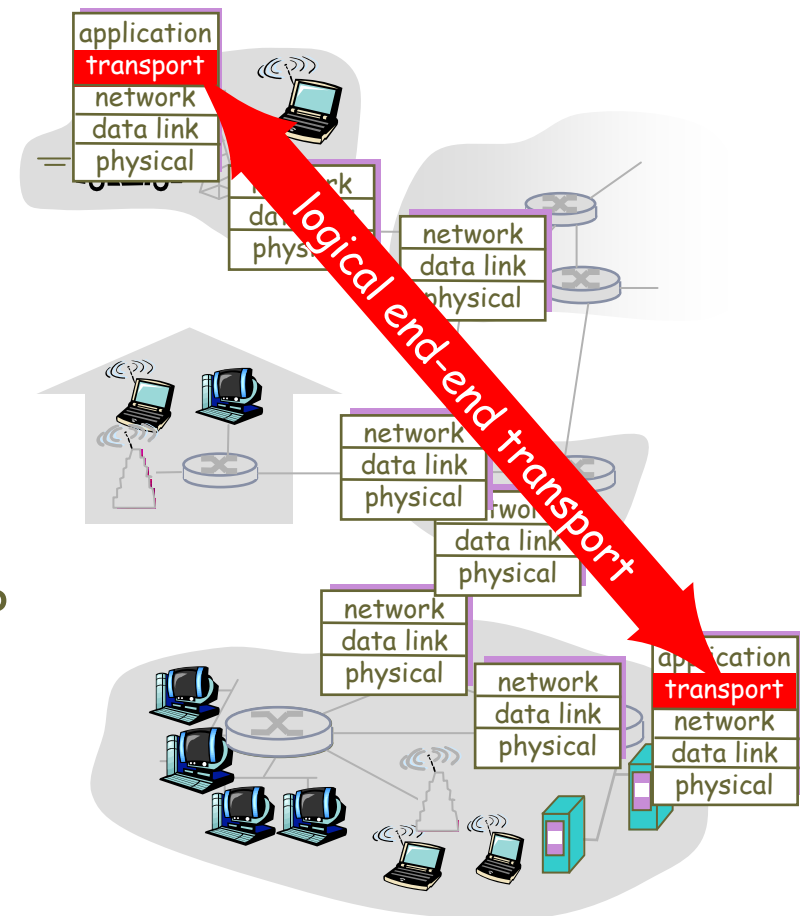 application
transport
network
data link
physical
network
data link
physical
logical end-end transport
network
data link
physical
data link
physical
network
data link
physical
network
data link
physical
application
transport
network
data link
physical